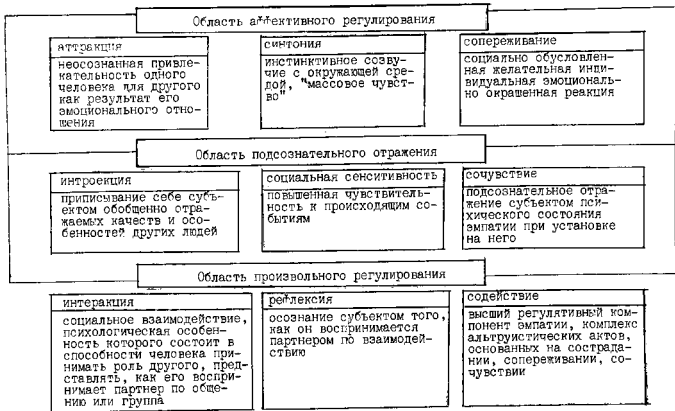 Область аффективного регулирования
аттракция
неосознанная привле-
кательность одного
человека для другого
как результат его
эмоционального отно-
шения
синтония
инстинктивное созву-
чие с окружающей сре-
дой, "массовое чувст-
во"
сопереживание
социально обусловлен-
ная желательная инди-
видуальная эмоциональ-
но окрашенная реакция
Область подсознательного отражения
интроекция
приписывание себе субъ-
ектом обобщенно отра-
жаемых качеств и осо-
бенностей других людей
социальная сенситивность
повышенная чувствитель-
ность к происходящим со-
бытиям
сочувствие
подсознательное отра-
жение субъектом пси-
хического состояния
эмпатии при установке
на него
Область произвольного регулирования
интеракция
социальное взаимодействие,
психологическая особен-
ность которого состоит в
способности человека при-
нимать роль другого, пред-
ставлять, как его воспри-
нимает партнер по обще-
нию или группа
рефлексия
осознание субъектом того,
как он воспринимается
партнером по взаимодей-
ствию
содействие
высший регулятивный ком-
понент эмпатии, комплекс
альтруистических актов,
основанных на сострада-
нии, сопереживании, со-
чувствии